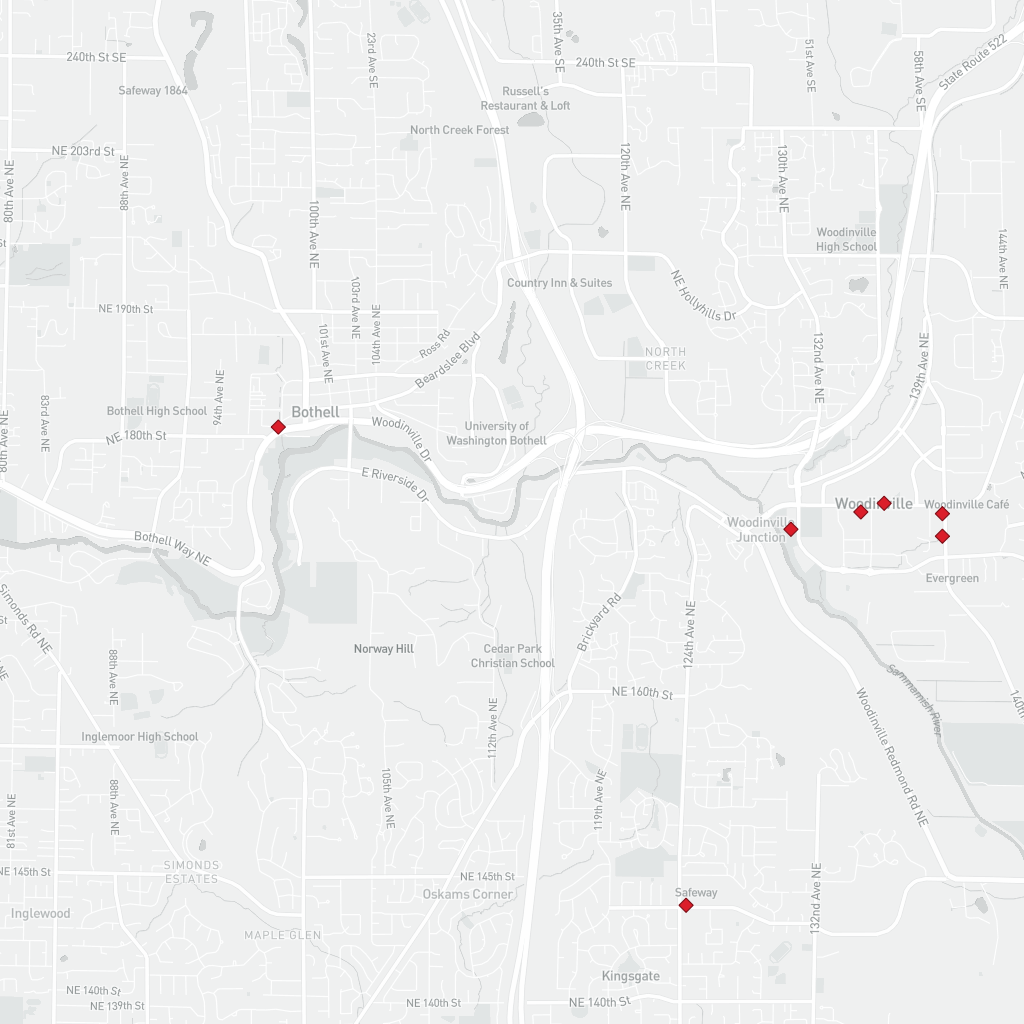 35th Ave SE
51st Ave SE
58th Ave SE
State Route 522
23rd Ave SE
240th St SE
240th St SE
Safeway 1864
Russell's
Restaurant & Loft
North Creek Forest
NE 203rd St
80th Ave NE
88th Ave NE
120th Ave NE
130th Ave NE
100th Ave NE
Woodinville
High School
144th Ave NE
St
Country Inn & Suites
NE Hollyhills Dr
NE 190th St
103rd Ave NE
104th Ave NE
101st Ave NE
Ross Rd
Beardslee Blvd
NORTH
CREEK
132nd Ave NE
139th Ave NE
94th Ave NE
83rd Ave NE
80th Ave NE
Bothell High School
Bothell
NE 180th St
Woodinville Dr
University of
Washington Bothell
E Riverside Dr
Woodinville
Woodinville Café
Woodinville
Junction
Bothell Way NE
Evergreen
Simonds Rd NE
St
NE
88th Ave NE
Norway Hill
Cedar Park
Christian School
Brickyard Rd
124th Ave NE
Sammamish River
NE 160th St
140th
112th Ave NE
Inglemoor High School
Woodinville Redmond Rd NE
81st Ave NE
88th Ave NE
105th Ave NE
119th Ave NE
NE 145th St
SIMONDS
ESTATES
NE 145th St
Oskams Corner
Safeway
132nd Ave NE
Inglewood
MAPLE GLEN
Kingsgate
NE 140th St
NE 139th St
NE 140th St
NE 140th St